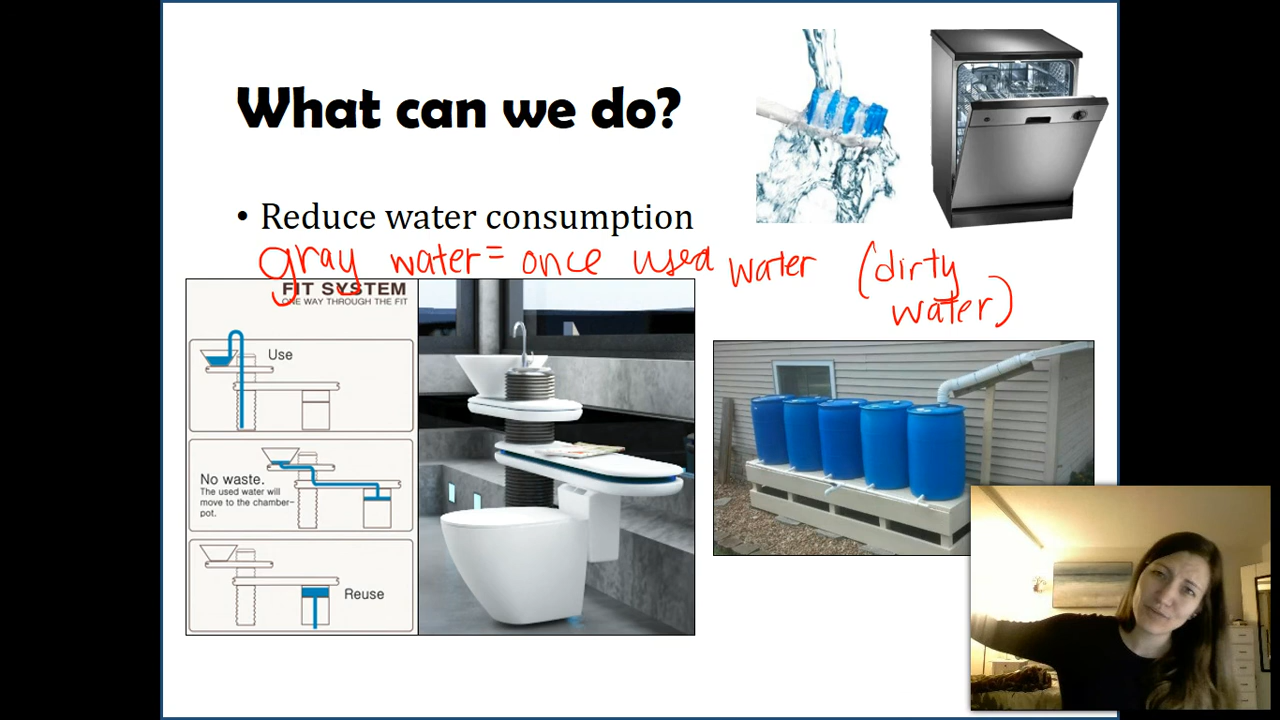 What can we do?
• Reduce water consumption
gray water = once used water (dirty
water)
FIT SYSTEM
ONE WAY THROUGH THE FIT
Use
No waste.
The used water will
move to the chamber-
pot.
Reuse